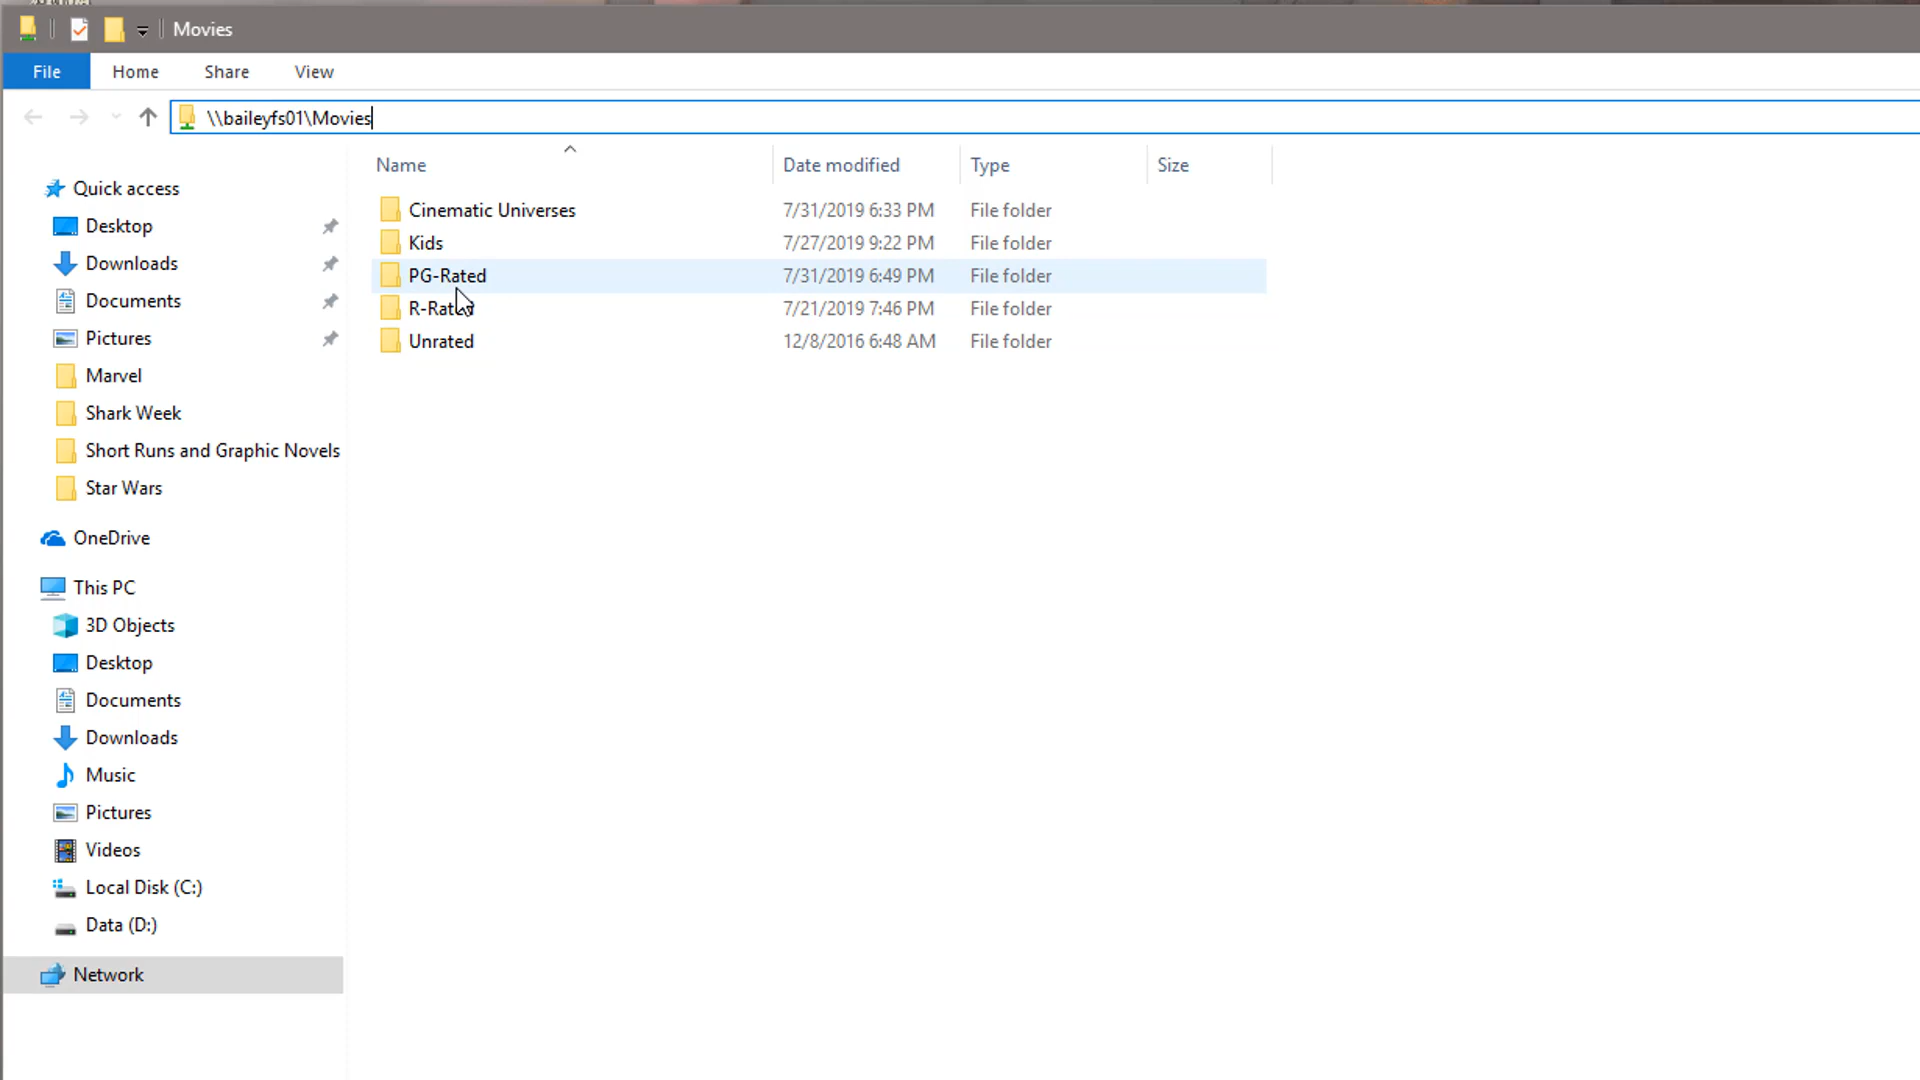 Movies
File Home Share View
\\baileyfs01\Movies
Name Date modified Type Size
Quick access
Desktop
Downloads
Documents
Pictures
Marvel
Shark Week
Short Runs and Graphic Novels
Star Wars
OneDrive
This PC
3D Objects
Desktop
Documents
Downloads
Music
Pictures
Videos
Local Disk (C:)
Data (D:)
Network
Cinematic Universes 7/31/2019 6:33 PM File folder
Kids 7/27/2019 9:22 PM File folder
PG-Rated 7/31/2019 6:49 PM File folder
R-Rated 7/21/2019 7:46 PM File folder
Unrated 12/8/2016 6:48 AM File folder